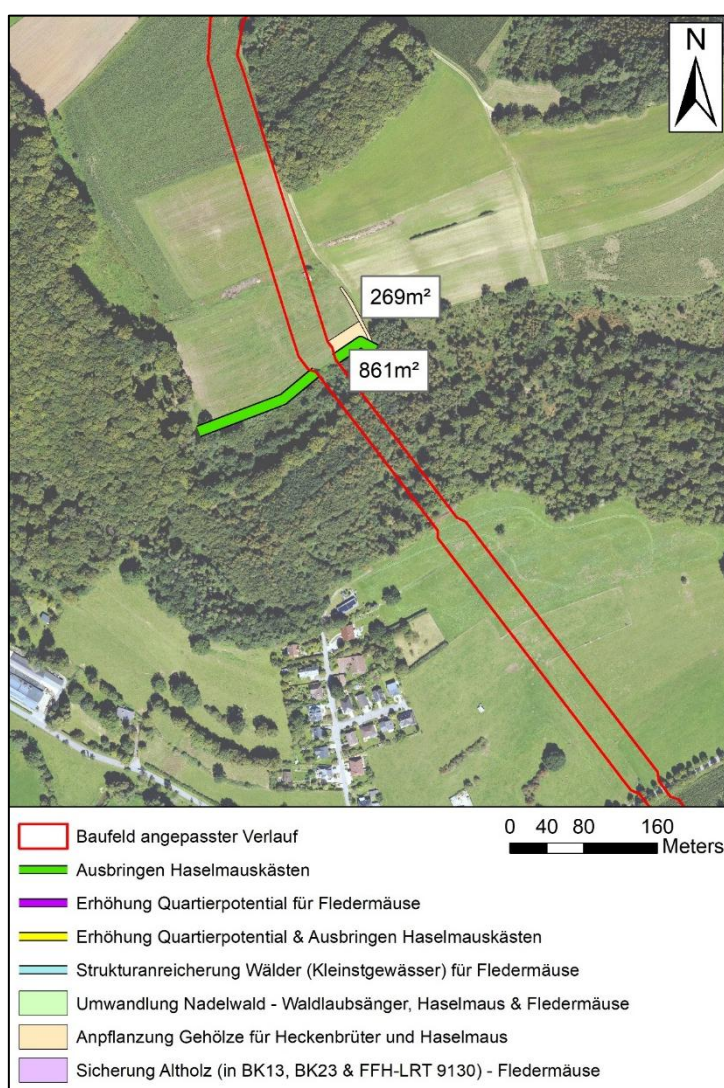 N
269m²
861m²
0 40 80 160
Meters
Baufeld angepasster Verlauf
Ausbringen Haselmauskästen
Erhöhung Quartierpotential für Fledermäuse
Erhöhung Quartierpotential & Ausbringen Haselmauskästen
Strukturanreicherung Wälder (Kleinstgewässer) für Fledermäuse
Umwandlung Nadelwald - Waldlaubsänger, Haselmaus & Fledermäuse
Anpflanzung Gehölze für Heckenbrüter und Haselmaus
Sicherung Altholz (in BK13, BK23 & FFH-LRT 9130) - Fledermäuse